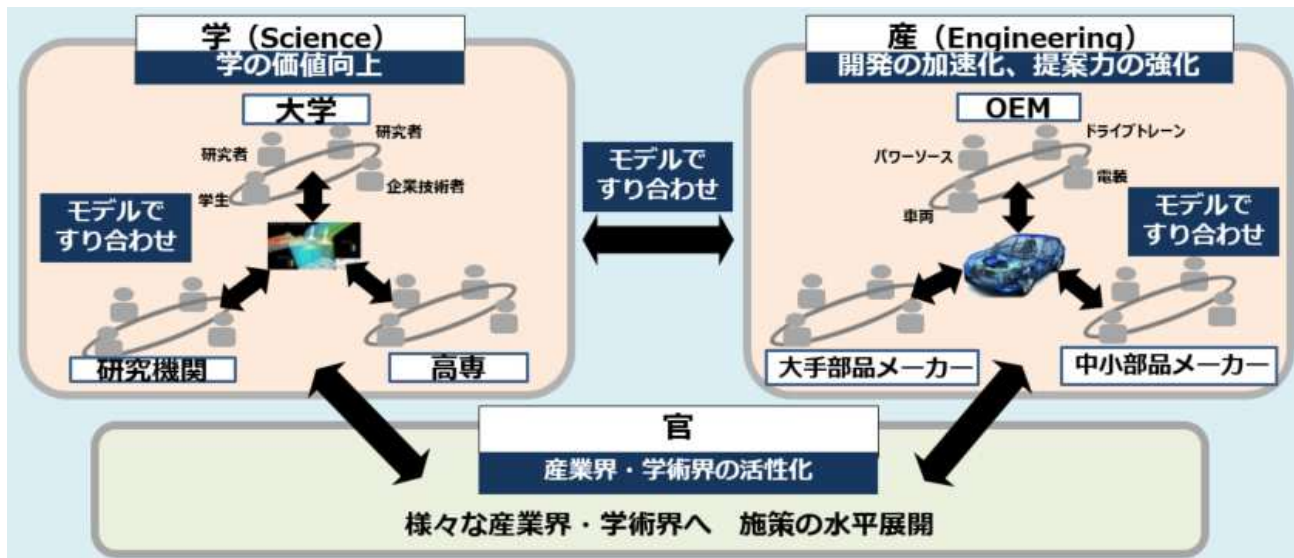 学（Science）
学の価値向上
大学
研究者
研究者
学生
企業技術者
モデルで
すり合わせ
研究機関
高専
モデルで
すり合わせ
産（Engineering）
開発の加速化、提案力の強化
OEM
ドライブトレーン
パワーソース
電装
車両
モデルで
すり合わせ
大手部品メーカー
中小部品メーカー
官
産業界・学術界の活性化
様々な産業界・学術界へ　施策の水平展開